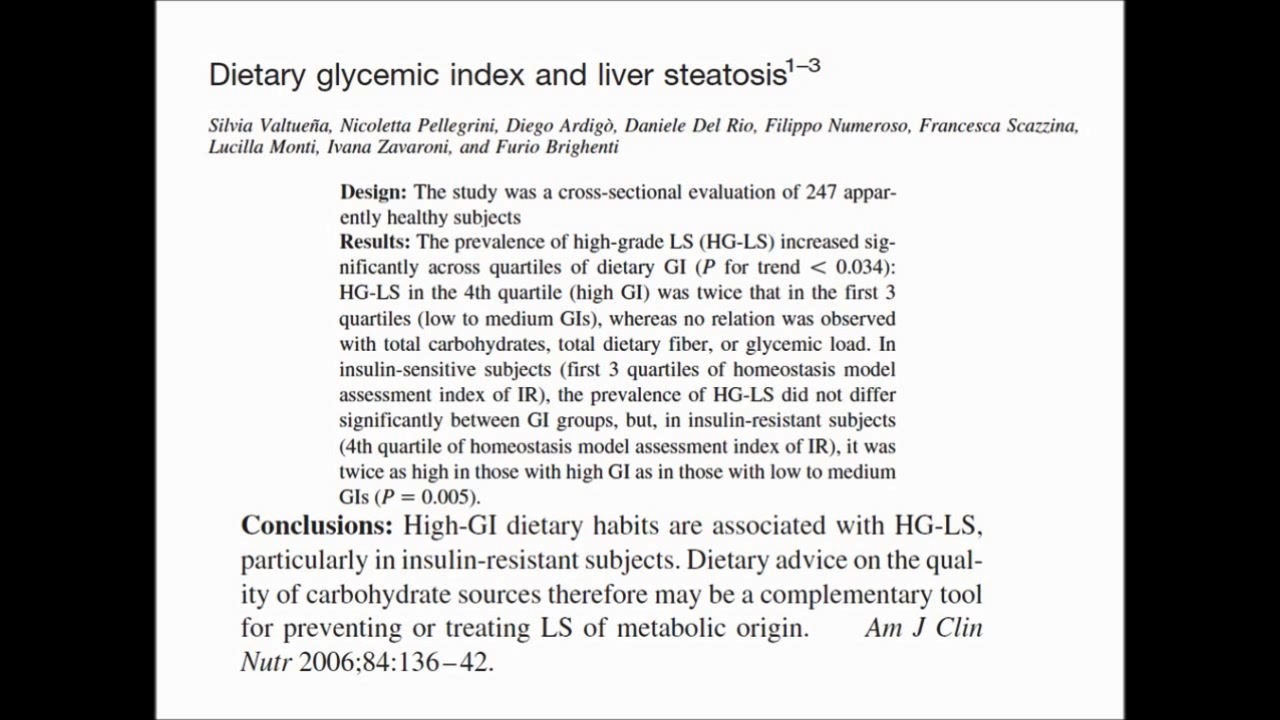 Dietary glycemic index and liver steatosis1–3
Silvia Valtueña, Nicoletta Pellegrini, Diego Ardigò, Daniele Del Rio, Filippo Numeroso, Francesca Scazzina,
Lucilla Monti, Ivana Zavaroni, and Furio Brighenti
Design: The study was a cross-sectional evaluation of 247 appar-
ently healthy subjects
Results: The prevalence of high-grade LS (HG-LS) increased sig-
nificantly across quartiles of dietary GI (P for trend < 0.034):
HG-LS in the 4th quartile (high GI) was twice that in the first 3
quartiles (low to medium GIs), whereas no relation was observed
with total carbohydrates, total dietary fiber, or glycemic load. In
insulin-sensitive subjects (first 3 quartiles of homeostasis model
assessment index of IR), the prevalence of HG-LS did not differ
significantly between GI groups, but, in insulin-resistant subjects
(4th quartile of homeostasis model assessment index of IR), it was
twice as high in those with high GI as in those with low to medium
GIs (P = 0.005).
Conclusions: High-GI dietary habits are associated with HG-LS,
particularly in insulin-resistant subjects. Dietary advice on the qual-
ity of carbohydrate sources therefore may be a complementary tool
for preventing or treating LS of metabolic origin. Am J Clin
Nutr 2006;84:136–42.